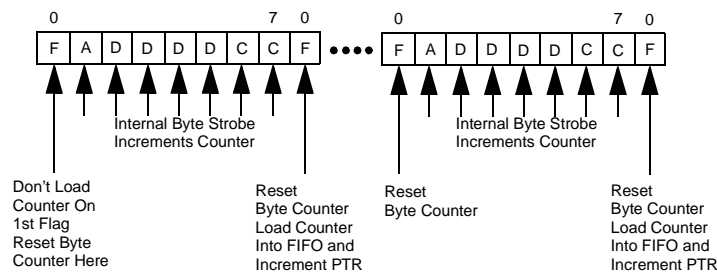 0 7 0 0 7 0
F A D D D D C C F F A D D D D C C F
Internal Byte Strobe
Increments Counter
Internal Byte Strobe
Increments Counter
Don't Load
Counter On
1st Flag
Reset Byte
Counter Here
Reset
Byte Counter
Load Counter
Into FIFO and
Increment PTR
Reset
Byte Counter
Reset
Byte Counter
Load Counter
Into FIFO and
Increment PTR